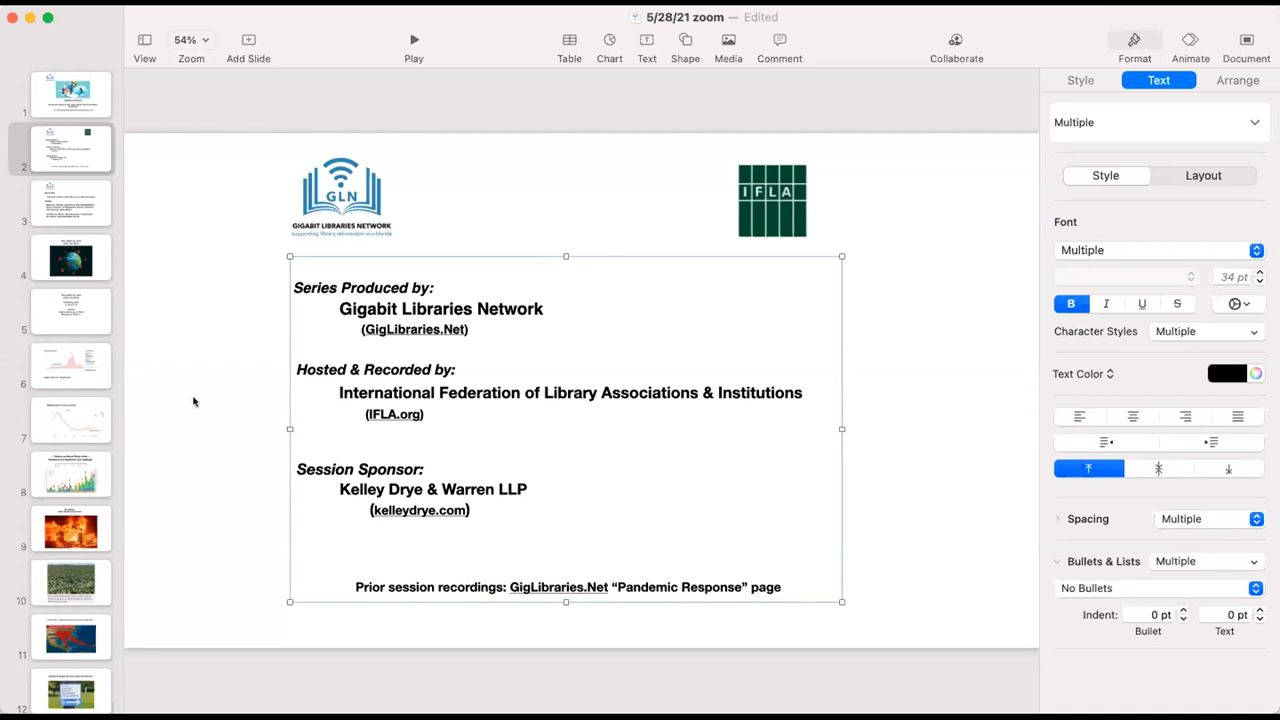 5/28/21 zoom — Edited
54%
View
Zoom
Add Slide
Play
Table
Chart
Text
Shape
Media
Comment
Collaborate
Format
Animate
Document
Style
Text
Arrange
Multiple
Style
Layout
Font
Multiple
34 pt
B
I
U
S
Character Styles
Multiple
Text Color
Spacing
Multiple
Bullets & Lists
Multiple
No Bullets
Indent:
0 pt
0 pt
Bullet
Text
1
2
3
4
5
6
7
8
9
10
11
12
GLN
GIGABIT LIBRARIES NETWORK
supporting library innovation worldwide
IFLA
Series Produced by:
Gigabit Libraries Network
(GigLibraries.Net)
Hosted & Recorded by:
International Federation of Library Associations & Institutions
(IFLA.org)
Session Sponsor:
Kelley Drye & Warren LLP
(kelleydrye.com)
Prior session recordings: GigLibraries.Net “Pandemic Response” page